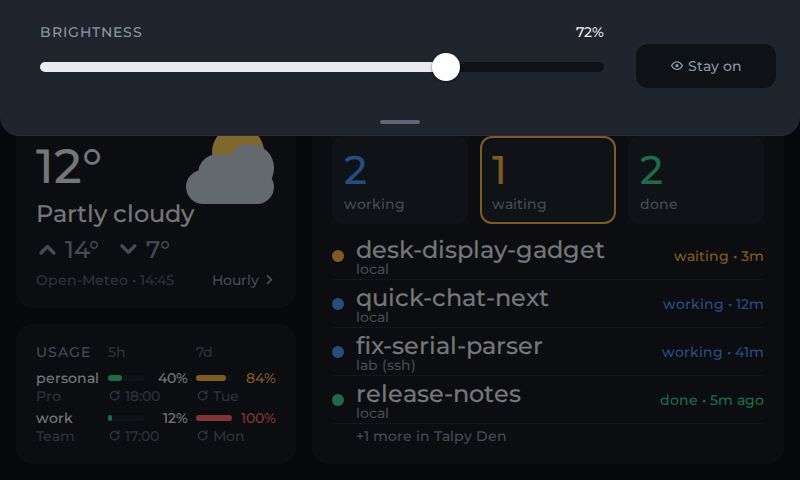 BRIGHTNESS 72%
Stay on
12°
Partly cloudy
14° 7°
Open-Meteo • 14:45 Hourly
USAGE 5h 7d
personal 40% 84%
Pro 18:00 Tue
work 12% 100%
Team 17:00 Mon
2 working
1 waiting
2 done
desk-display-gadget waiting • 3m
local
quick-chat-next working • 12m
local
fix-serial-parser working • 41m
lab (ssh)
release-notes done • 5m ago
local
+1 more in Talpy Den